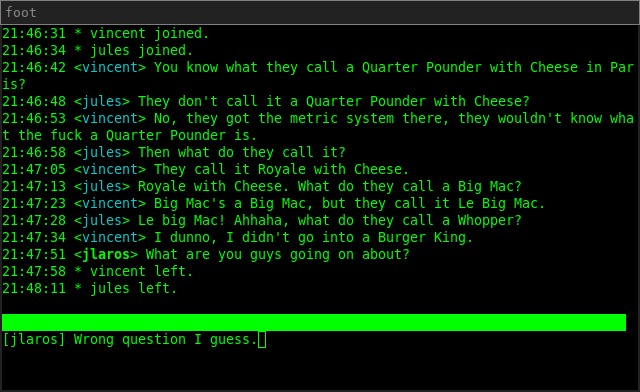 foot
21:46:31 * vincent joined.
21:46:34 * jules joined.
21:46:42 <vincent> You know what they call a Quarter Pounder with Cheese in Par
is?
21:46:48 <jules> They don't call it a Quarter Pounder with Cheese?
21:46:53 <vincent> No, they got the metric system there, they wouldn't know wha
t the fuck a Quarter Pounder is.
21:46:58 <jules> Then what do they call it?
21:47:05 <vincent> They call it Royale with Cheese.
21:47:13 <jules> Royale with Cheese. What do they call a Big Mac?
21:47:23 <vincent> Big Mac's a Big Mac, but they call it Le Big Mac.
21:47:28 <jules> Le big Mac! Ahhaha, what do they call a Whopper?
21:47:34 <vincent> I dunno, I didn't go into a Burger King.
21:47:51 <jlaros> What are you guys going on about?
21:47:58 * vincent left.
21:48:11 * jules left.
[jlaros] Wrong question I guess.